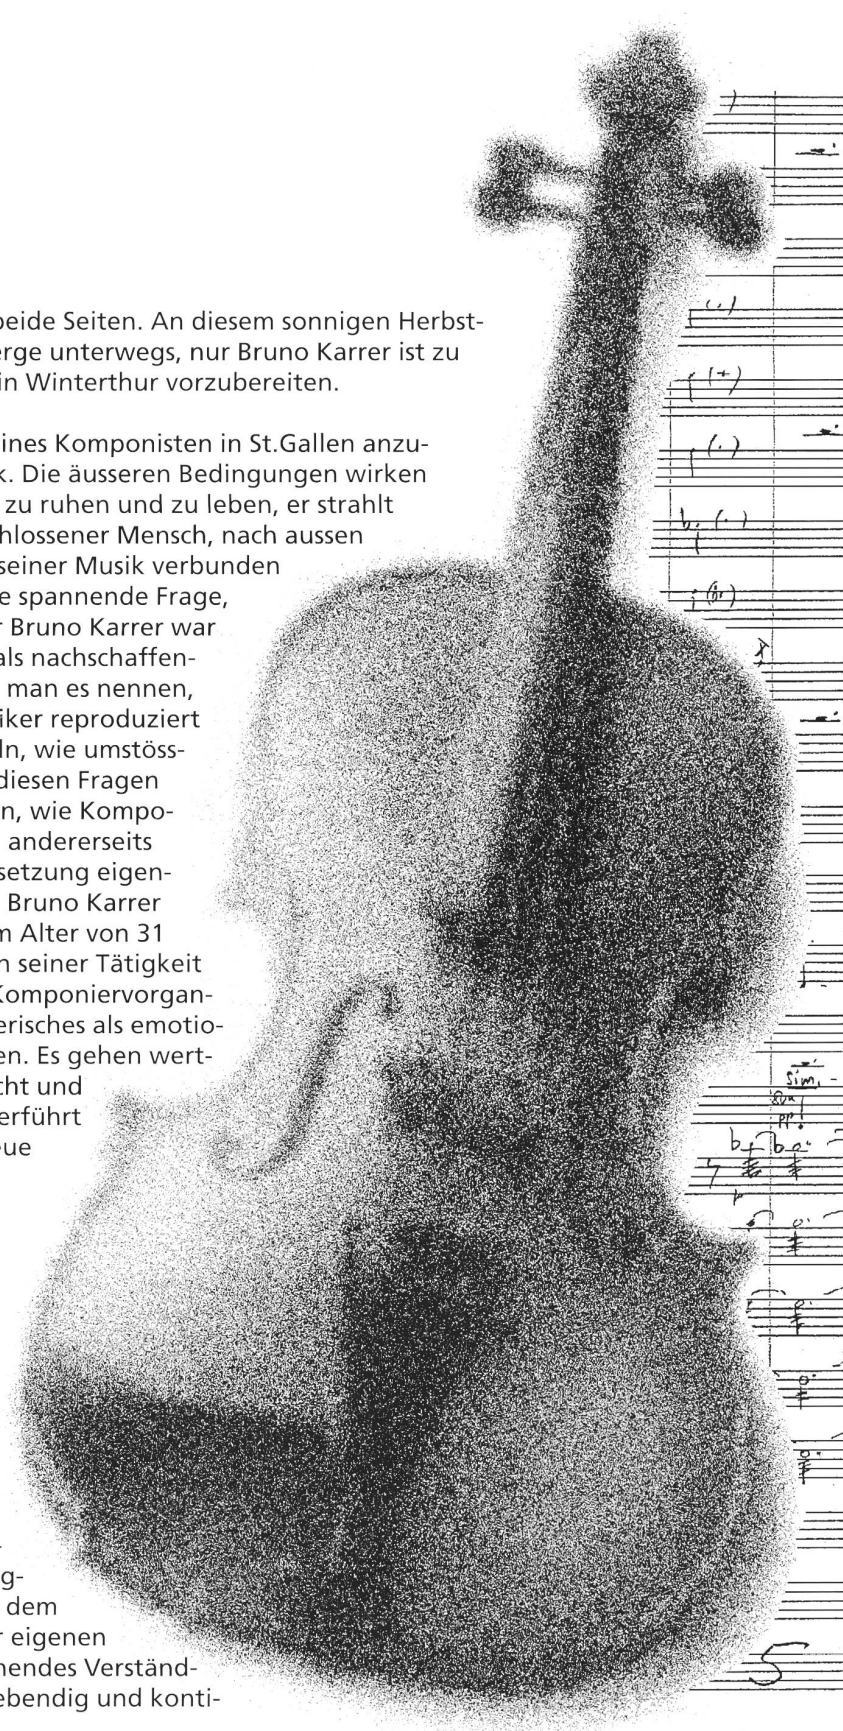 beide Seiten. An diesem sonnigen Herbst-
erge unterwegs, nur Bruno Karrer ist zu
in Winterthur vorzubereiten.
ines Komponisten in St.Gallen anzu-
k. Die äusseren Bedingungen wirken
zu ruhen und zu leben, er strahlt
hlossener Mensch, nach aussen
seiner Musik verbunden
e spannende Frage,
r Bruno Karrer war
als nachschaffen-
man es nennen,
iker reproduziert
ln, wie umstöss-
diesen Fragen
n, wie Kompo-
andererseits
setzung eigen-
Bruno Karrer
m Alter von 31
n seiner Tätigkeit
Komponiervorgan-
erisches als emotio-
en. Es gehen wert-
cht und
erführt
eue
g-
dem
r eigenen
nendes Verständ-
ebendig und konti-
sim.
pp!
5